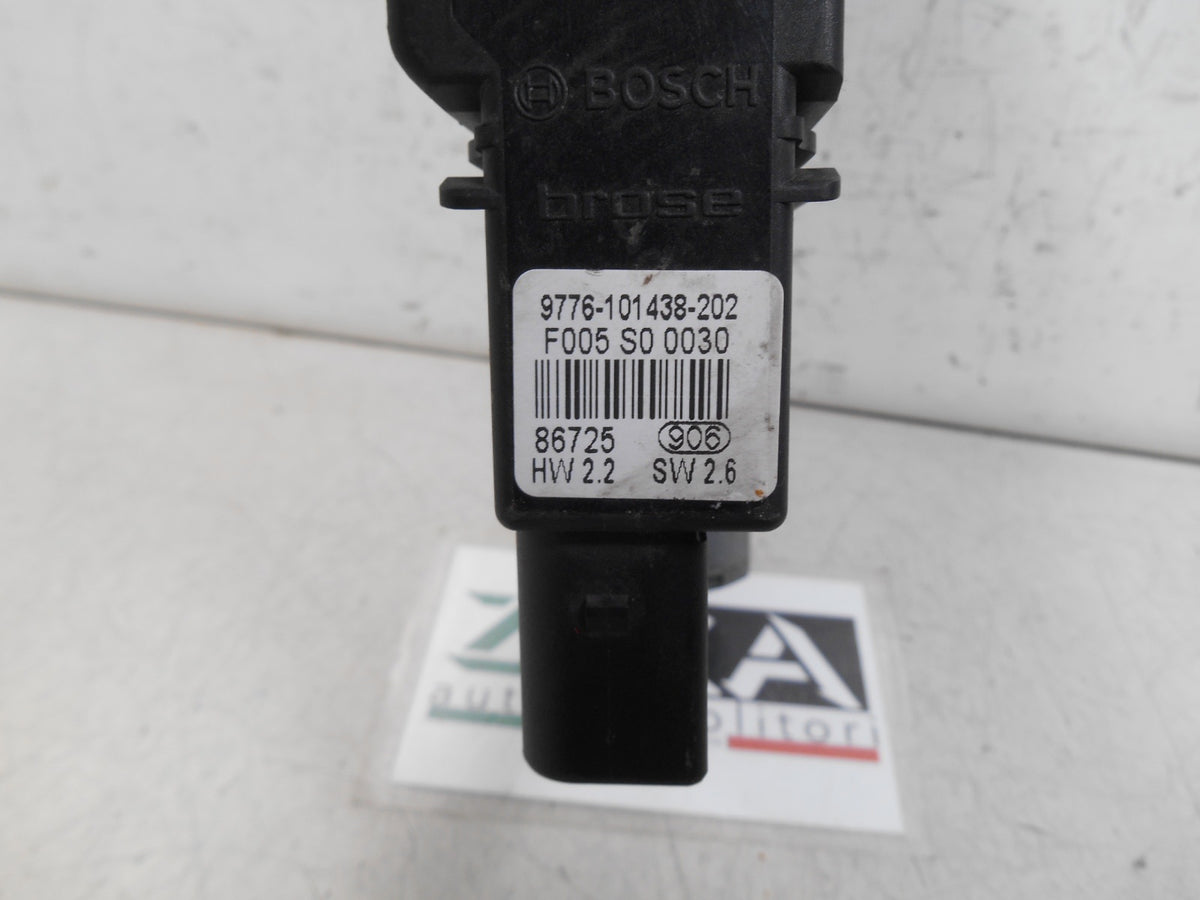 BOSCH
brose
9776-101438-202
F005 S0 0030
86725 906
HW 2.2 SW 2.6